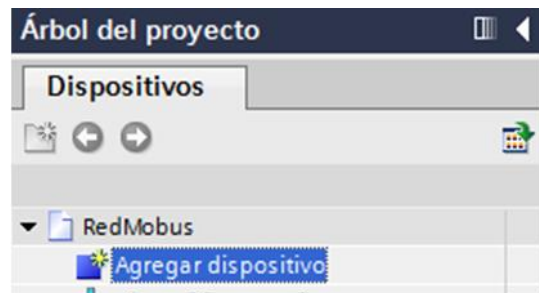 Árbol del proyecto
Dispositivos
RedMobus
Agregar dispositivo